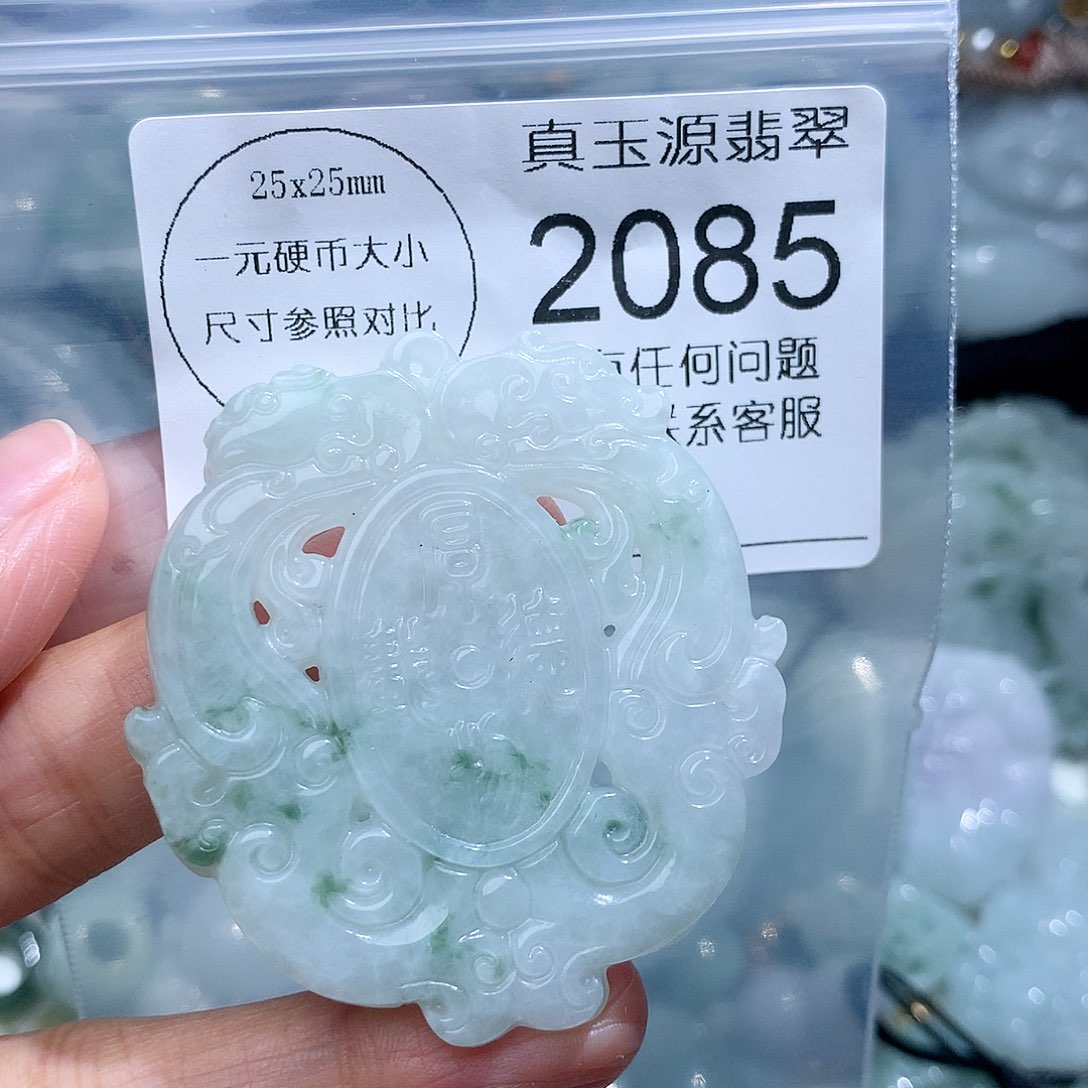 25x25mm
一元硬币大小
尺寸参照对比
真玉源翡翠
2085
任何问题
系客服